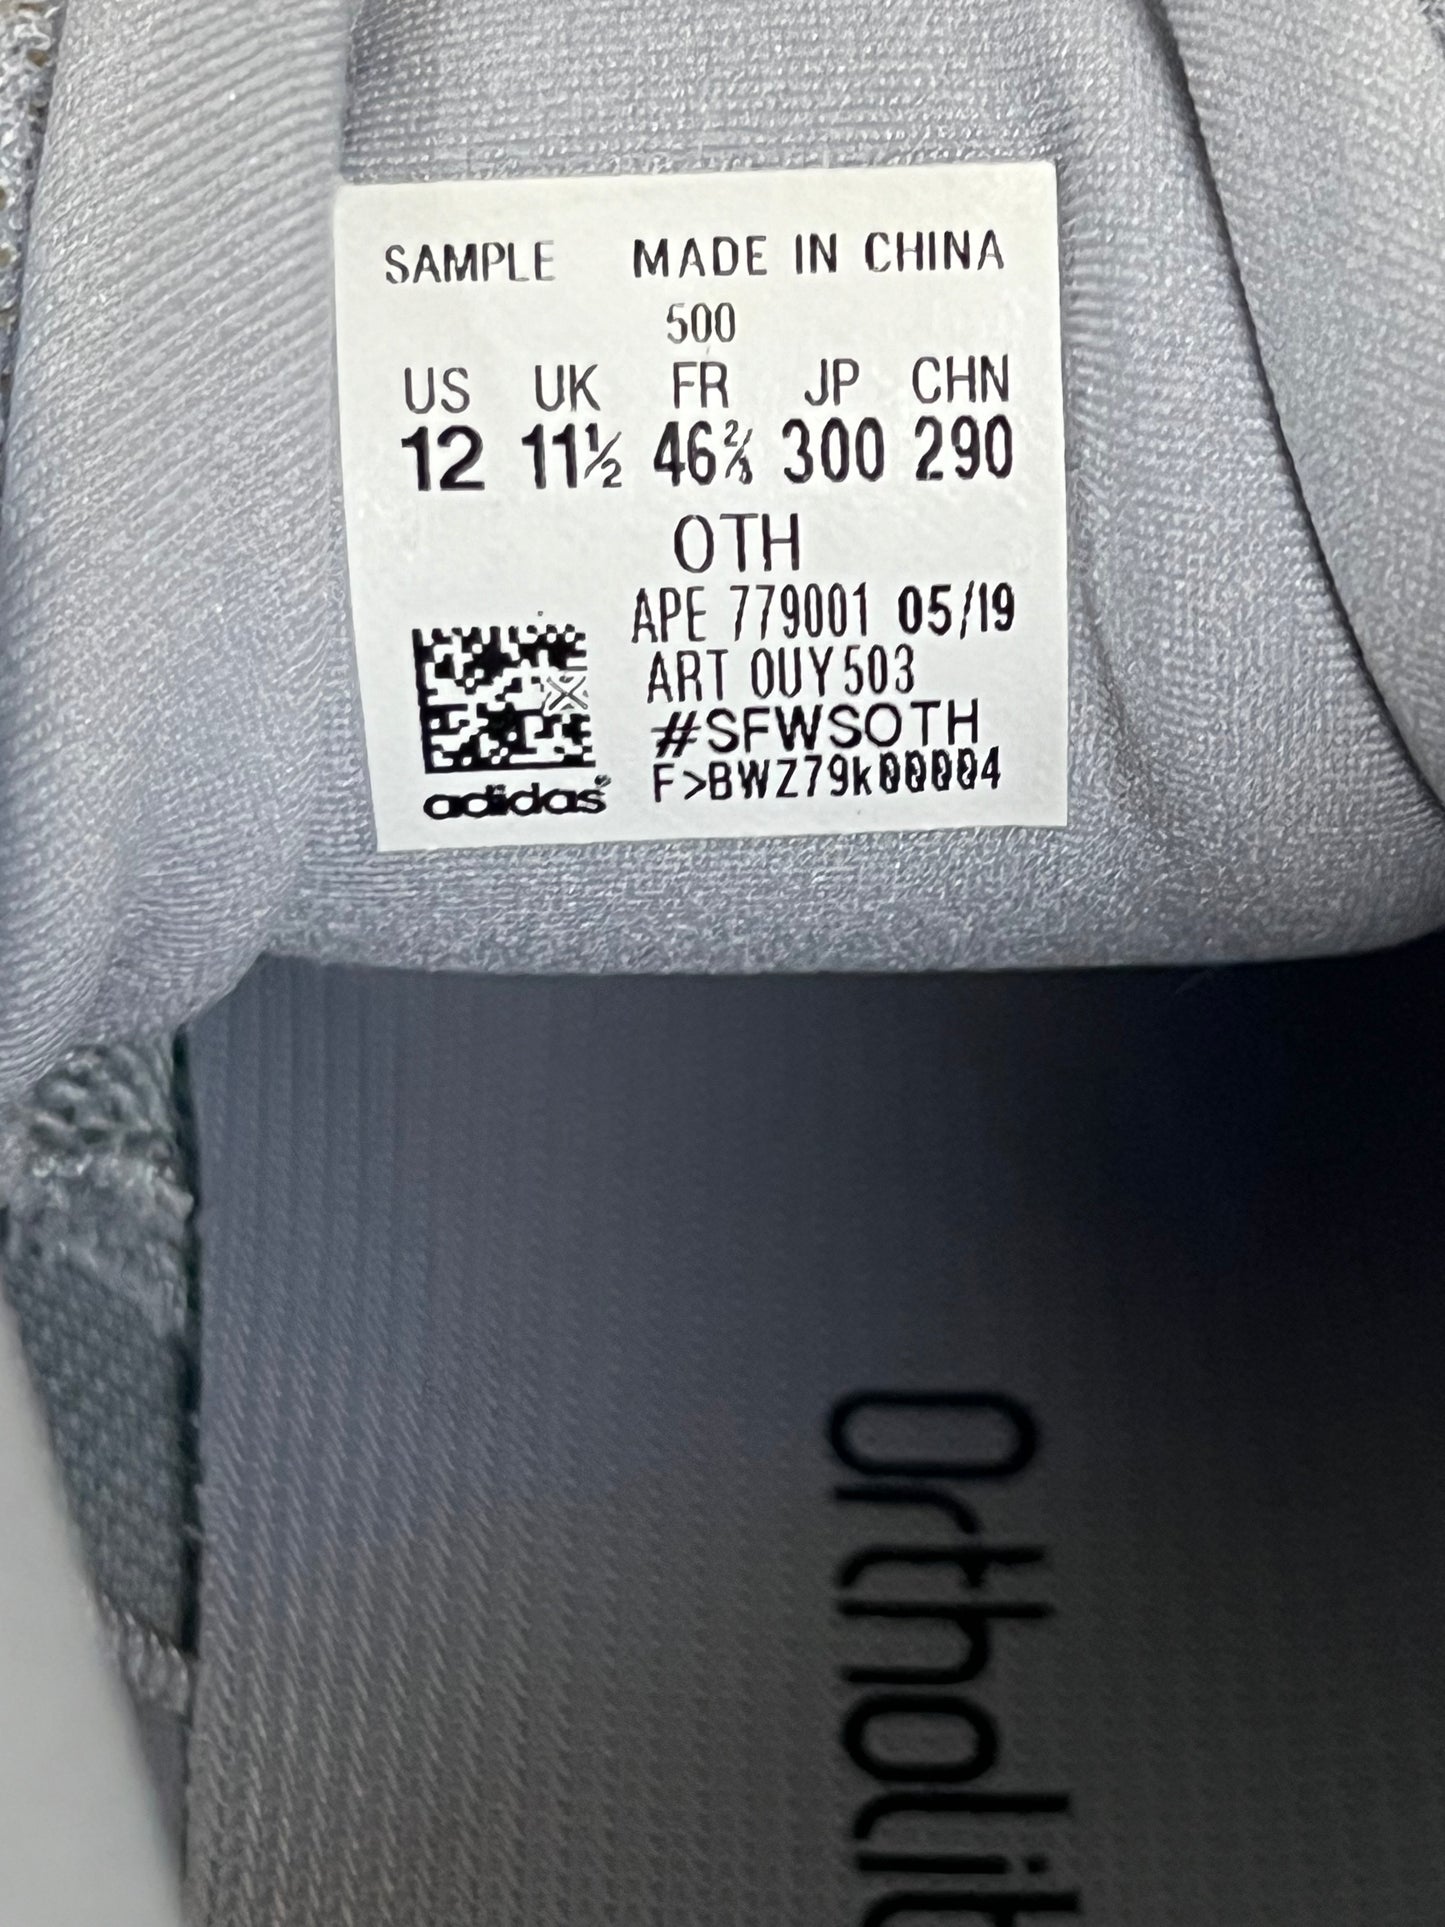 SAMPLE MADE IN CHINA
500
US UK FR JP CHN
12 11½ 46⅔ 300 290
OTH
APE 779001 05/19
ART 0UY503
#SFWSOTH
F>BWZ79k00004
adidas®
Ortholit